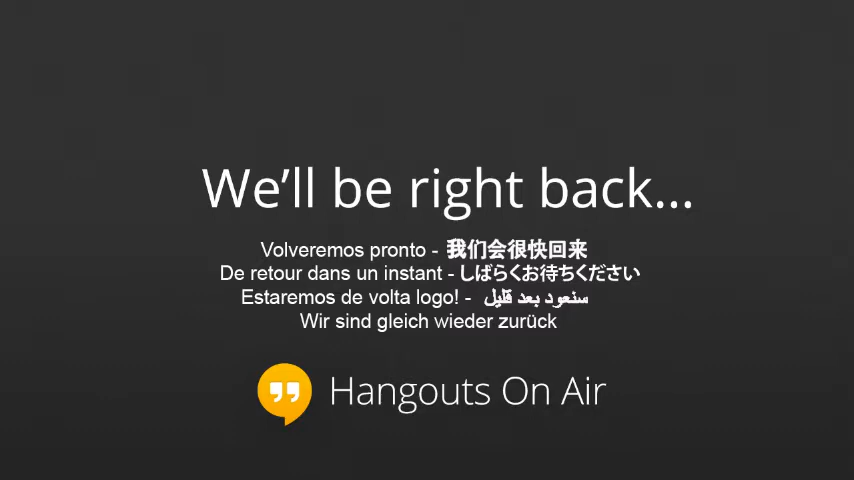 We'll be right back...
Volveremos pronto - 我们会很快回来
De retour dans un instant - しばらくお待ちください
Estaremos de volta logo! - سنعود بعد قليل
Wir sind gleich wieder zurück
Hangouts On Air